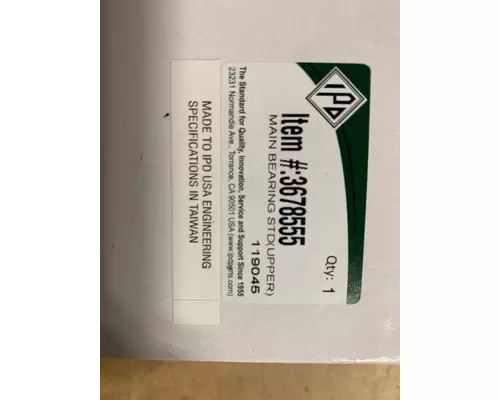 IPD
Qty: 1
Item #:3678555
MAIN BEARING STD(UPPER)
119045
The Standard for Quality, Innovation, Service and Support Since 1955
23231 Normandie Ave., Torrance, CA 90501 USA (www.ipdparts.com)
MADE TO IPD USA ENGINEERING
SPECIFICATIONS IN TAIWAN